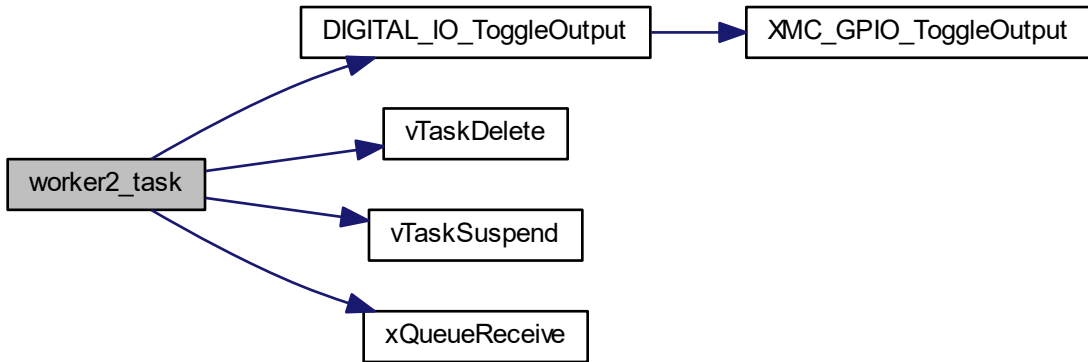 DIGITAL_IO_ToggleOutput
XMC_GPIO_ToggleOutput
vTaskDelete
worker2_task
vTaskSuspend
xQueueReceive